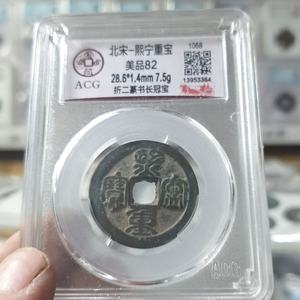 北宋-熙宁重宝
美品82
28.6*1.4mm 7.5g
折二篆书长冠宝
ACG
1068
13953364
熙
寧
重
寶